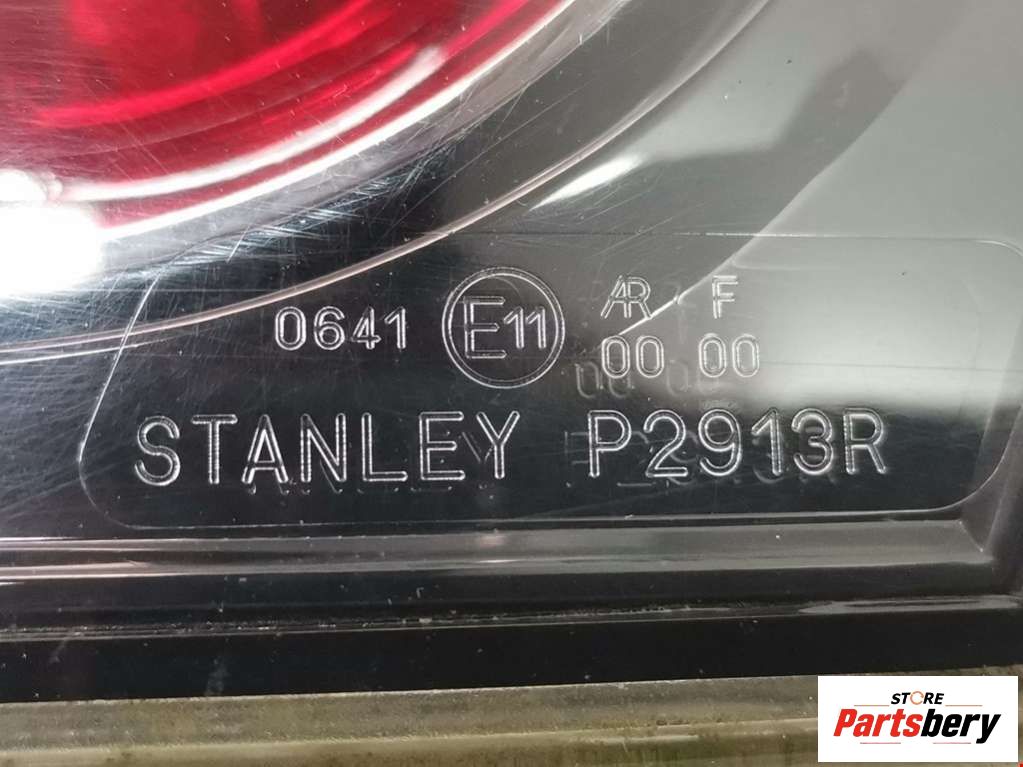 0641 E11 AR F
00 00
STANLEY P2913R
STORE
Partsbery